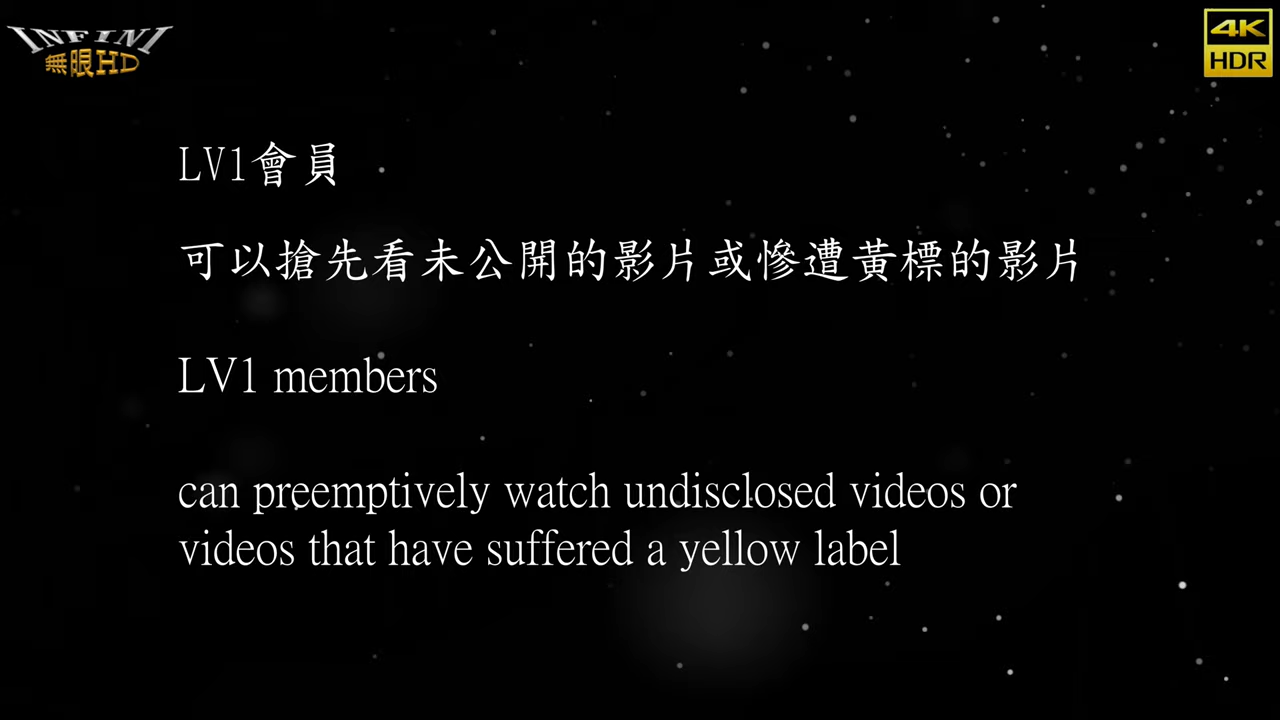 INFINI
無限HD
4K
HDR
LV1會員
可以搶先看未公開的影片或慘遭黃標的影片
LV1 members
can preemptively watch undisclosed videos or
videos that have suffered a yellow label